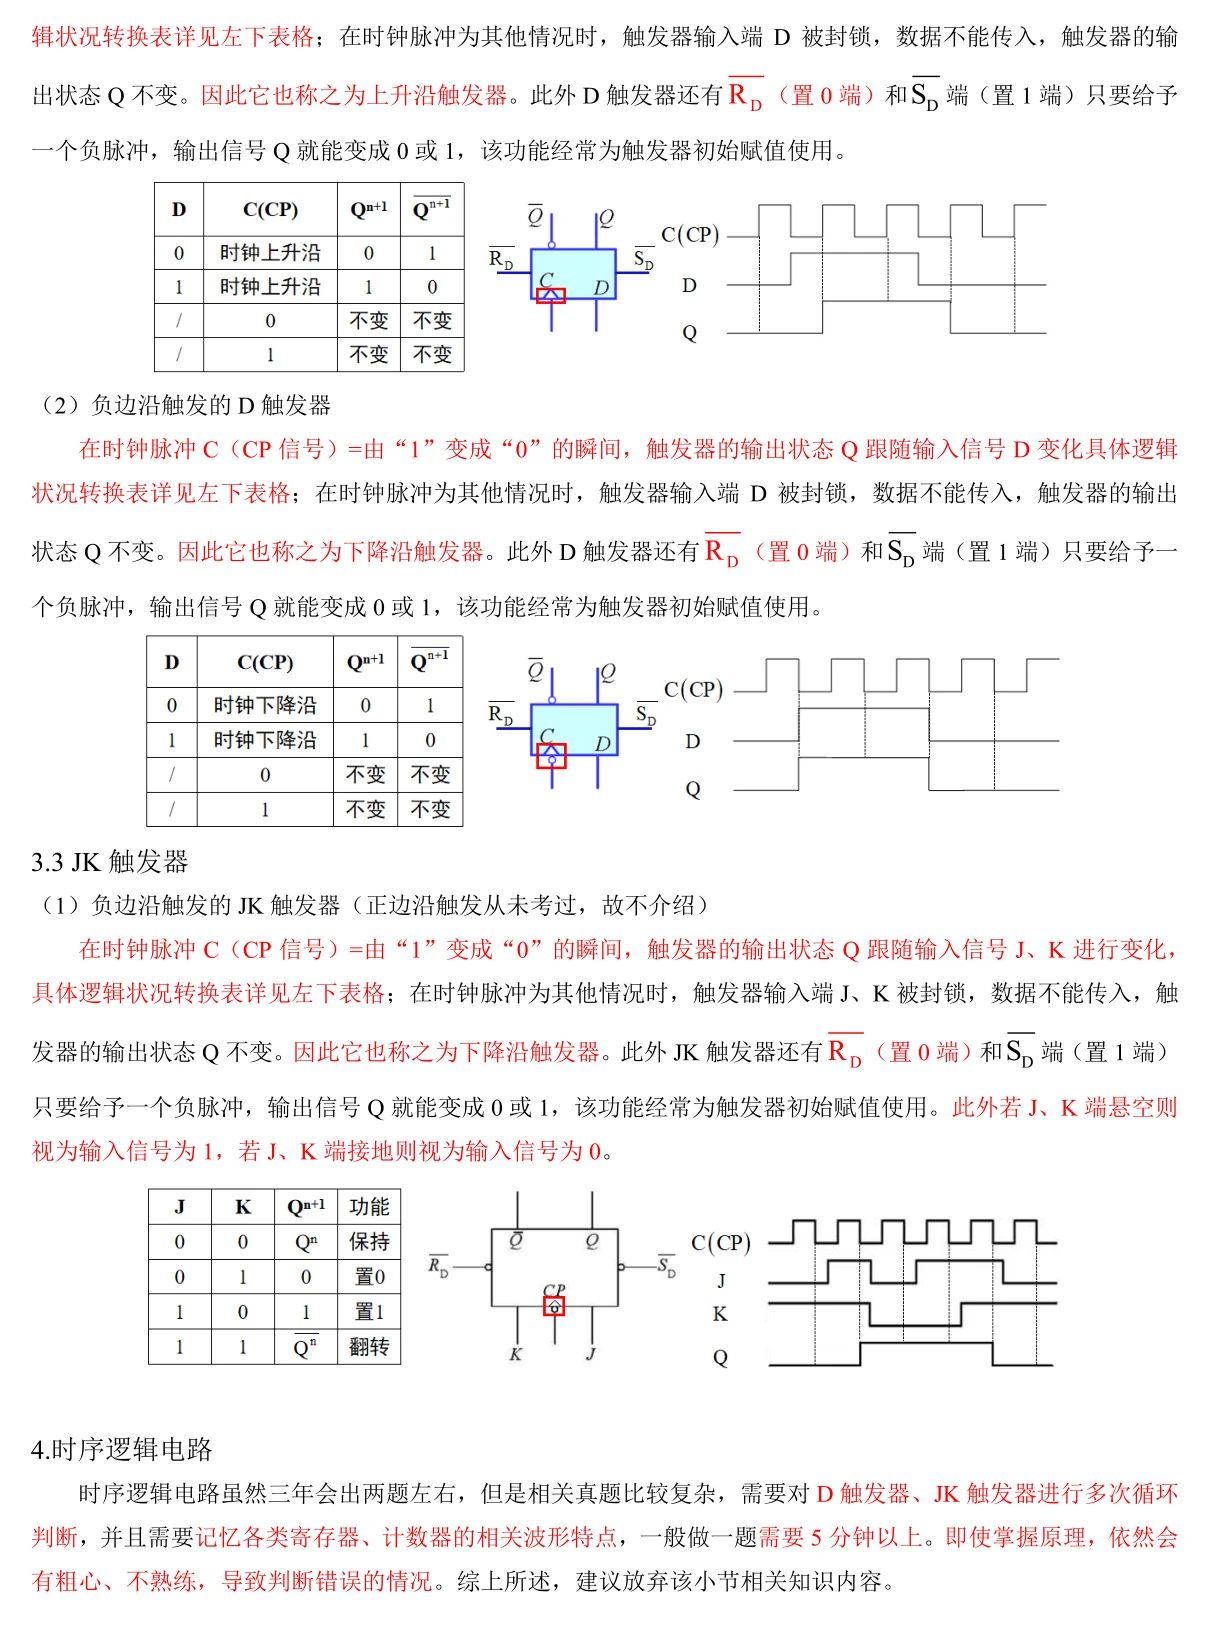 辑状况转换表详见左下表格；在时钟脉冲为其他情况时，触发器输入端 D 被封锁，数据不能传入，触发器的输
出状态 Q 不变。因此它也称之为上升沿触发器。此外 D 触发器还有 R̅D（置 0 端）和 S̅D 端（置 1 端）只要给予
一个负脉冲，输出信号 Q 就能变成 0 或 1，该功能经常为触发器初始赋值使用。
D C(CP) Qⁿ⁺¹ Q̅ⁿ⁺¹
0 时钟上升沿 0 1
1 时钟上升沿 1 0
/ 0 不变 不变
/ 1 不变 不变
Q̅ Q
R̅D S̅D
C D
C(CP)
D
Q
（2）负边沿触发的 D 触发器
在时钟脉冲 C（CP 信号）=由“1”变成“0”的瞬间，触发器的输出状态 Q 跟随输入信号 D 变化具体逻辑
状况转换表详见左下表格；在时钟脉冲为其他情况时，触发器输入端 D 被封锁，数据不能传入，触发器的输出
状态 Q 不变。因此它也称之为下降沿触发器。此外 D 触发器还有 R̅D（置 0 端）和 S̅D 端（置 1 端）只要给予一
个负脉冲，输出信号 Q 就能变成 0 或 1，该功能经常为触发器初始赋值使用。
D C(CP) Qⁿ⁺¹ Q̅ⁿ⁺¹
0 时钟下降沿 0 1
1 时钟下降沿 1 0
/ 0 不变 不变
/ 1 不变 不变
Q̅ Q
R̅D S̅D
C D
C(CP)
D
Q
3.3 JK 触发器
（1）负边沿触发的 JK 触发器（正边沿触发从未考过，故不介绍）
在时钟脉冲 C（CP 信号）=由“1”变成“0”的瞬间，触发器的输出状态 Q 跟随输入信号 J、K 进行变化，
具体逻辑状况转换表详见左下表格；在时钟脉冲为其他情况时，触发器输入端 J、K 被封锁，数据不能传入，触
发器的输出状态 Q 不变。因此它也称之为下降沿触发器。此外 JK 触发器还有 R̅D（置 0 端）和 S̅D 端（置 1 端）
只要给予一个负脉冲，输出信号 Q 就能变成 0 或 1，该功能经常为触发器初始赋值使用。此外若 J、K 端悬空则
视为输入信号为 1，若 J、K 端接地则视为输入信号为 0。
J K Qⁿ⁺¹ 功能
0 0 Qⁿ 保持
0 1 0 置0
1 0 1 置1
1 1 Q̅ⁿ 翻转
Q̅ Q
R̅D S̅D
CP
K J
C(CP)
J
K
Q
4.时序逻辑电路
时序逻辑电路虽然三年会出两题左右，但是相关真题比较复杂，需要对 D 触发器、JK 触发器进行多次循环
判断，并且需要记忆各类寄存器、计数器的相关波形特点，一般做一题需要 5 分钟以上。即使掌握原理，依然会
有粗心、不熟练，导致判断错误的情况。综上所述，建议放弃该小节相关知识内容。